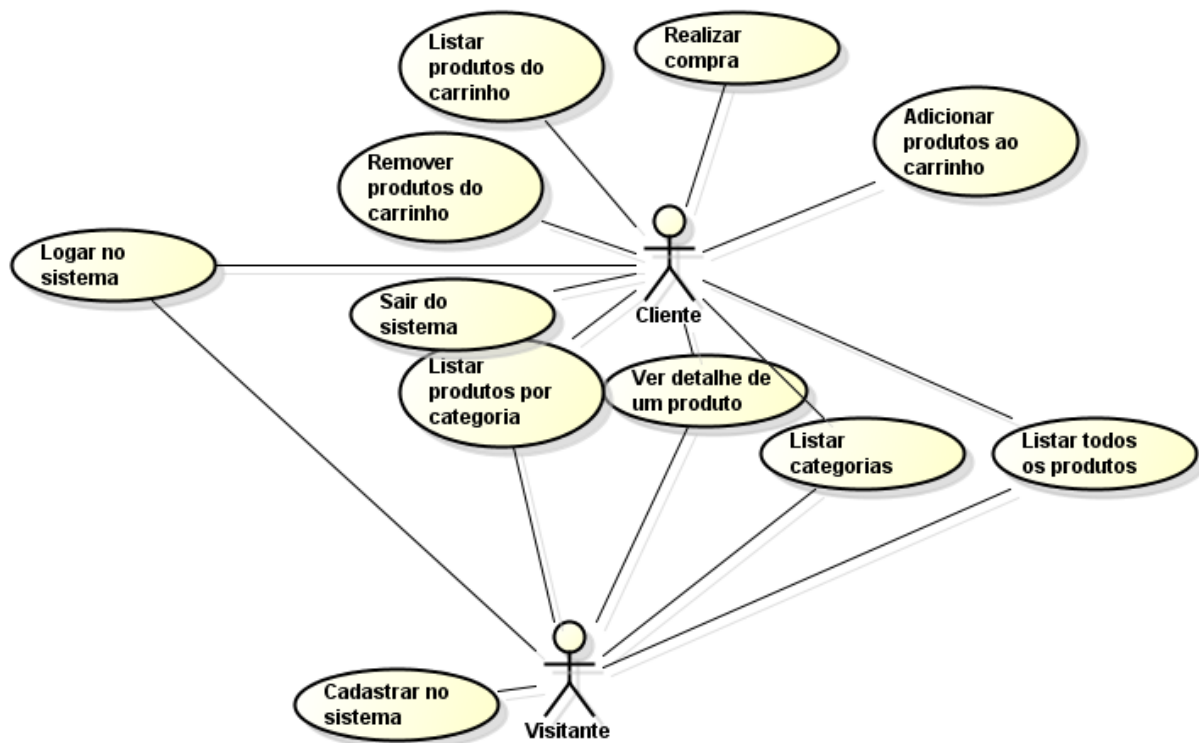 Listar
produtos do
carrinho
Realizar
compra
Adicionar
produtos ao
carrinho
Remover
produtos do
carrinho
Logar no
sistema
Sair do
sistema
Cliente
Listar
produtos por
categoria
Ver detalhe de
um produto
Listar
categorias
Listar todos
os produtos
Cadastrar no
sistema
Visitante